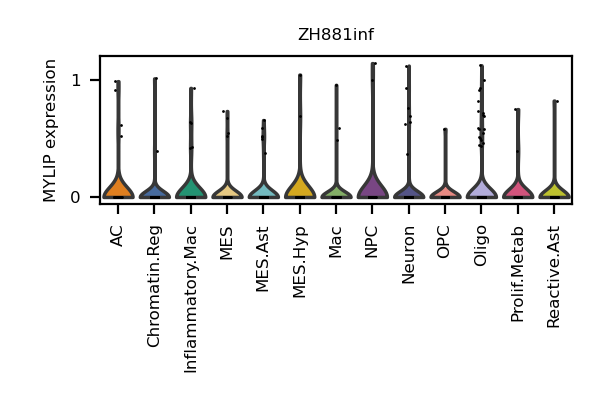 ZH881inf
MYLIP expression
1
0
AC
Chromatin.Reg
Inflammatory.Mac
MES
MES.Ast
MES.Hyp
Mac
NPC
Neuron
OPC
Oligo
Prolif.Metab
Reactive.Ast